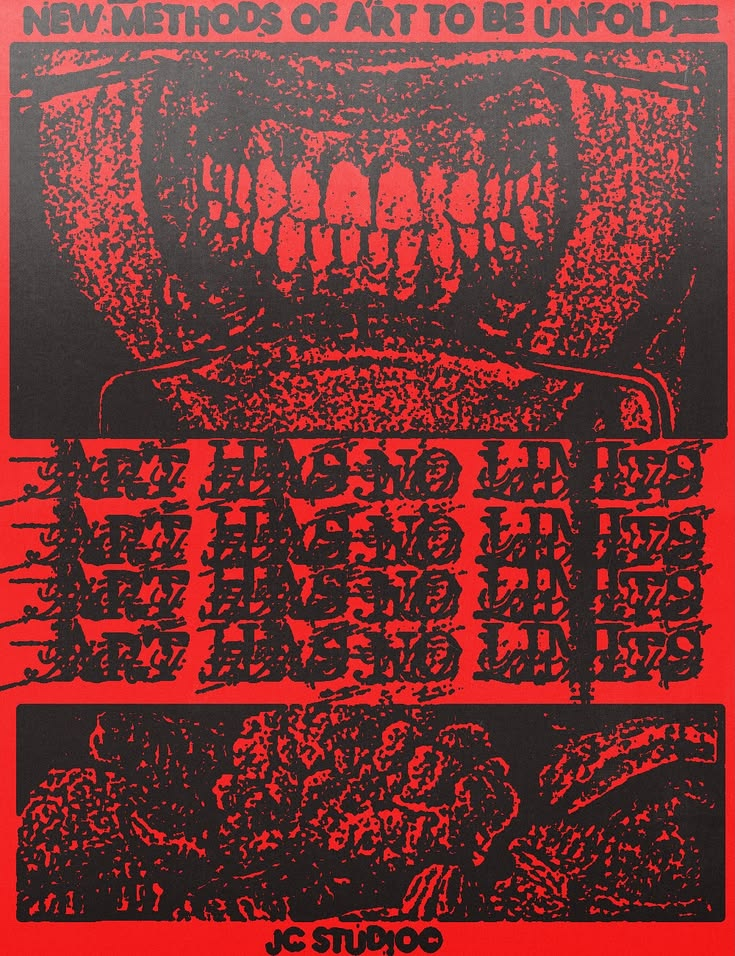 NEW METHODS OF ART TO BE UNFOLD
ART HAS NO LIMITS
ART HAS NO LIMITS
ART HAS NO LIMITS
ART HAS NO LIMITS
JC STUDIOO